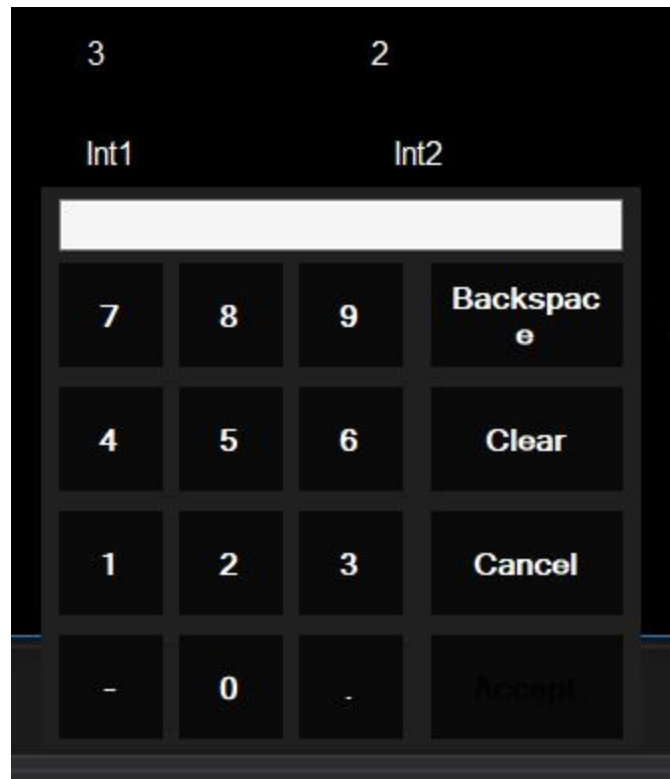 3 2
Int1 Int2
7 8 9 Backspac
e
4 5 6 Clear
1 2 3 Cancel
- 0 . Accept